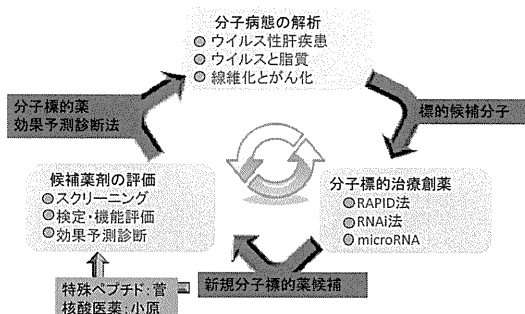 分子病態の解析
ウイルス性肝疾患
ウイルスと脂質
線維化とがん化
分子標的薬
効果予測診断法
標的候補分子
候補薬剤の評価
スクリーニング
検定・機能評価
効果予測診断
分子標的治療創薬
RAPID法
RNAi法
microRNA
特殊ペプチド:菅
核酸医薬:小原
新規分子標的薬候補